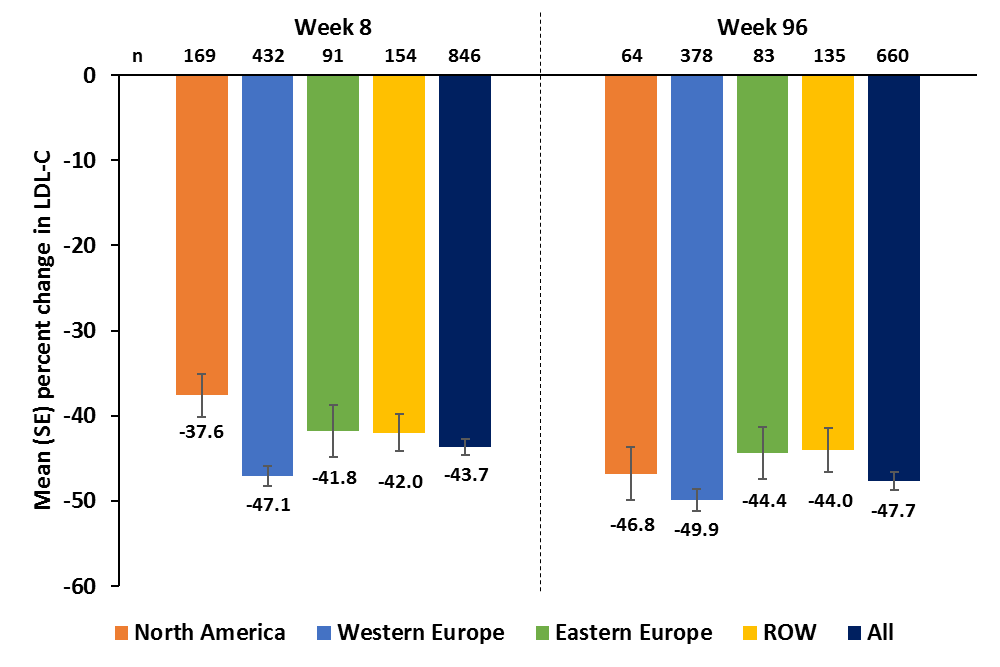 Week 8 Week 96
n 169 432 91 154 846 64 378 83 135 660
Mean (SE) percent change in LDL-C
0
-10
-20
-30
-40
-50
-60
-37.6 -47.1 -41.8 -42.0 -43.7 -46.8 -49.9 -44.4 -44.0 -47.7
North America Western Europe Eastern Europe ROW All